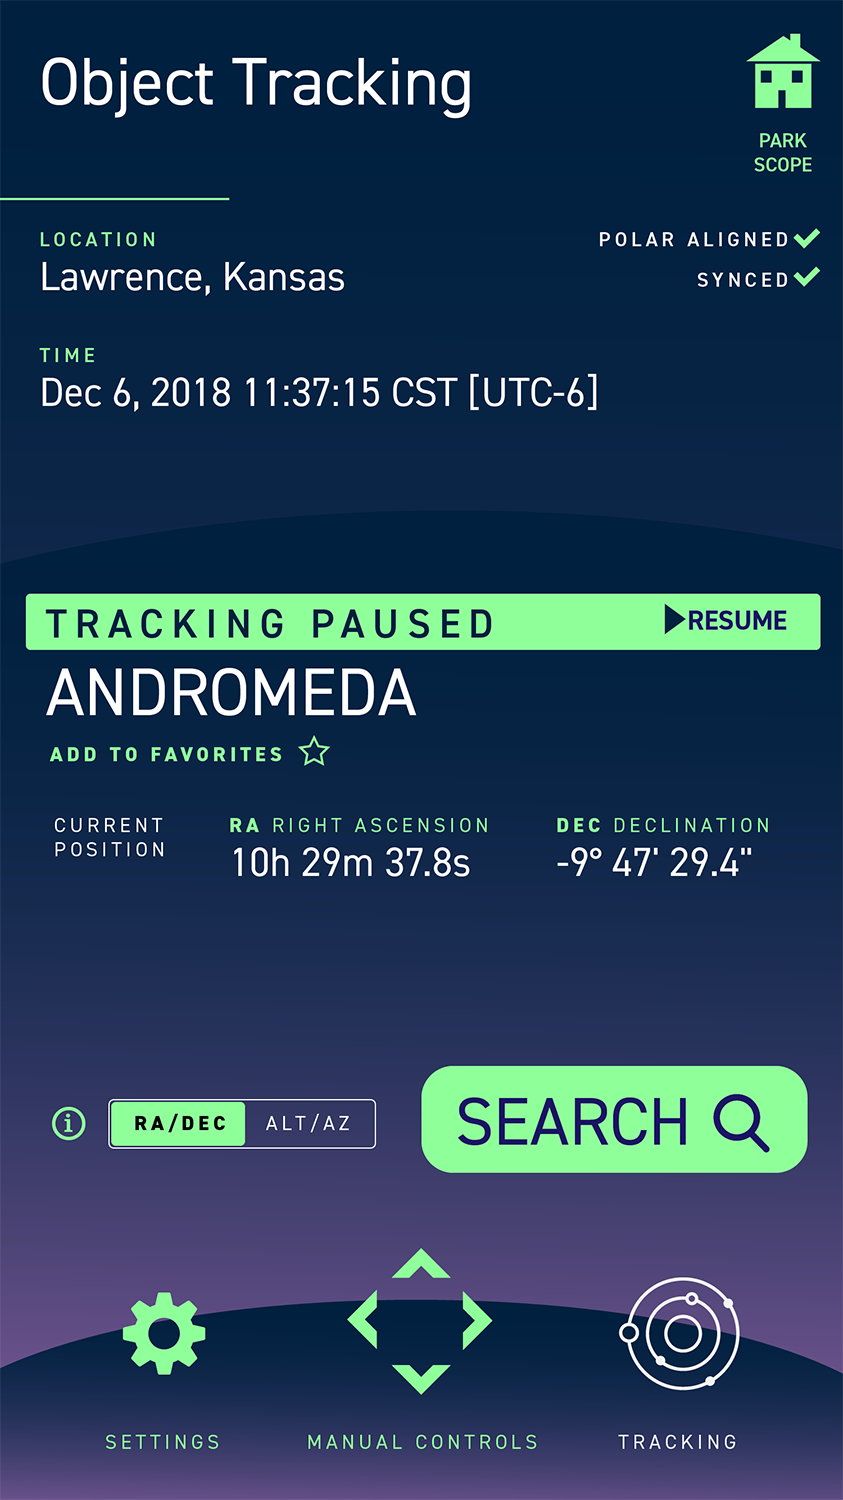 Object Tracking
PARK
SCOPE
LOCATION
Lawrence, Kansas
POLAR ALIGNED
SYNCED
TIME
Dec 6, 2018 11:37:15 CST [UTC-6]
TRACKING PAUSED
RESUME
ANDROMEDA
ADD TO FAVORITES
CURRENT
POSITION
RA RIGHT ASCENSION
10h 29m 37.8s
DEC DECLINATION
-9° 47' 29.4"
i
RA/DEC
ALT/AZ
SEARCH
SETTINGS
MANUAL CONTROLS
TRACKING